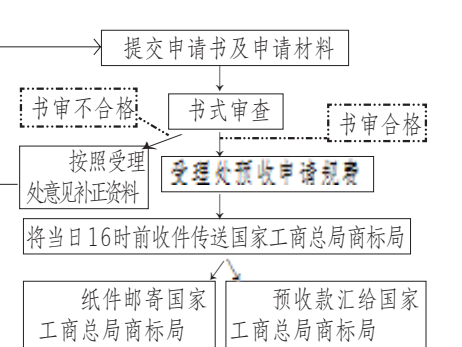 提交申请书及申请材料
书审不合格
书式审查
书审合格
按照受理
处意见补正资料
受理处预收申请规费
将当日16时前收件传送国家工商总局商标局
纸件邮寄国家
工商总局商标局
预收款汇给国家
工商总局商标局